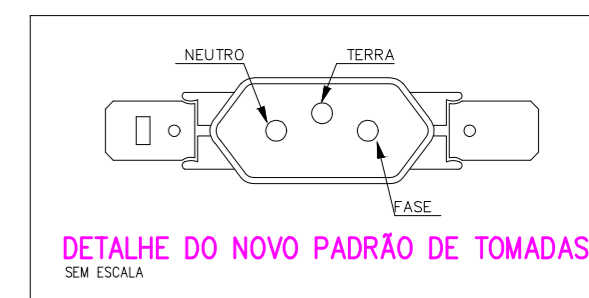 NEUTRO
TERRA
FASE
DETALHE DO NOVO PADRÃO DE TOMADAS
SEM ESCALA